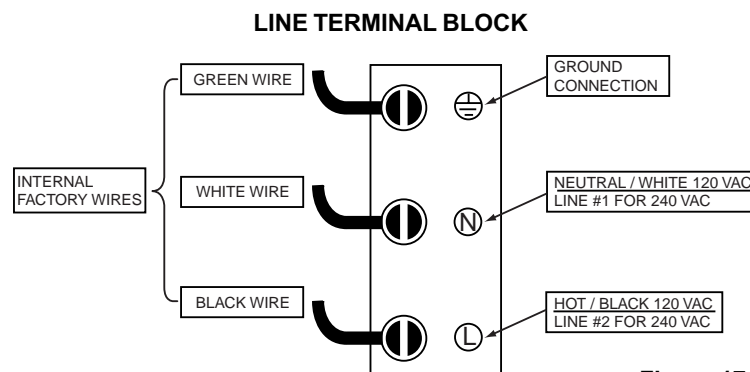 LINE TERMINAL BLOCK
GREEN WIRE
GROUND
CONNECTION
INTERNAL
FACTORY WIRES
WHITE WIRE
N
NEUTRAL / WHITE 120 VAC
LINE #1 FOR 240 VAC
BLACK WIRE
L
HOT / BLACK 120 VAC
LINE #2 FOR 240 VAC